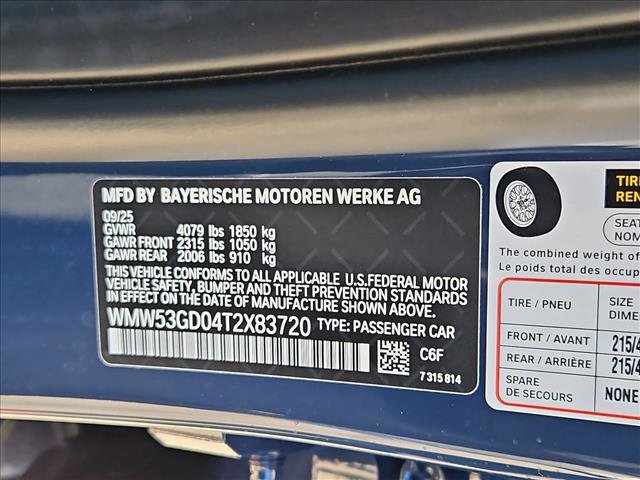 MFD BY BAYERISCHE MOTOREN WERKE AG
09/25
GVWR 4079 lbs 1850 kg
GAWR FRONT 2315 lbs 1050 kg
GAWR REAR 2006 lbs 910 kg
THIS VEHICLE CONFORMS TO ALL APPLICABLE U.S.FEDERAL MOTOR
VEHICLE SAFETY, BUMPER AND THEFT PREVENTION STANDARDS
IN EFFECT ON THE DATE OF MANUFACTURE SHOWN ABOVE.
WMW53GD04T2X83720 TYPE: PASSENGER CAR
C6F
7 315 814
TIRE
REN
SEAT
NOM
The combined weight of
Le poids total des occup
TIRE / PNEU SIZE
DIME
FRONT / AVANT 215/4
REAR / ARRIÈRE 215/4
SPARE
DE SECOURS NONE